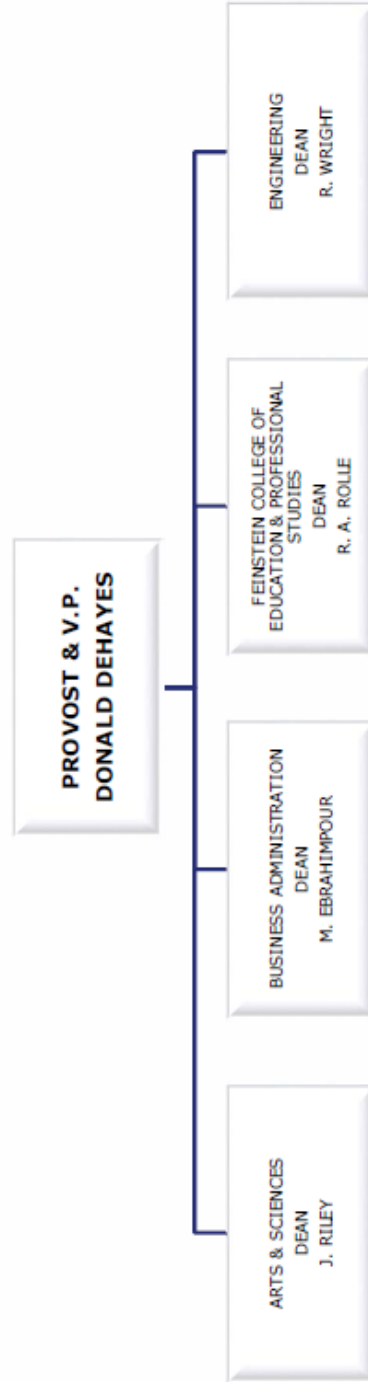 PROVOST & V.P.
DONALD DEHAYES
ARTS & SCIENCES
DEAN
J. RILEY
BUSINESS ADMINISTRATION
DEAN
M. EBRAHIMPOUR
FEINSTEIN COLLEGE OF
EDUCATION & PROFESSIONAL
STUDIES
DEAN
R. A. ROLLE
ENGINEERING
DEAN
R. WRIGHT